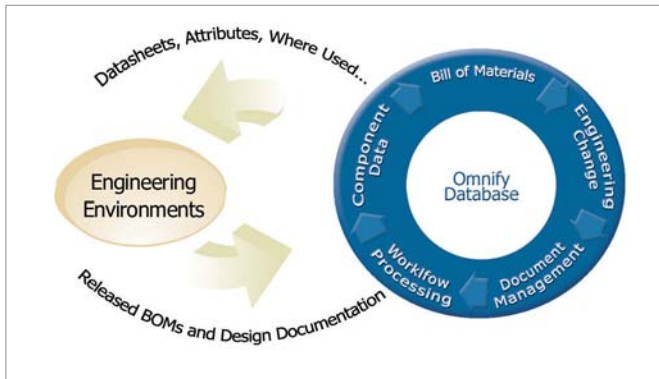 Datasheets, Attributes, Where Used...
Engineering
Environments
Released BOMs and Design Documentation
Bill of Materials
Engineering
Change
Document
Management
Worklfow
Processing
Component
Data
Omnify
Database